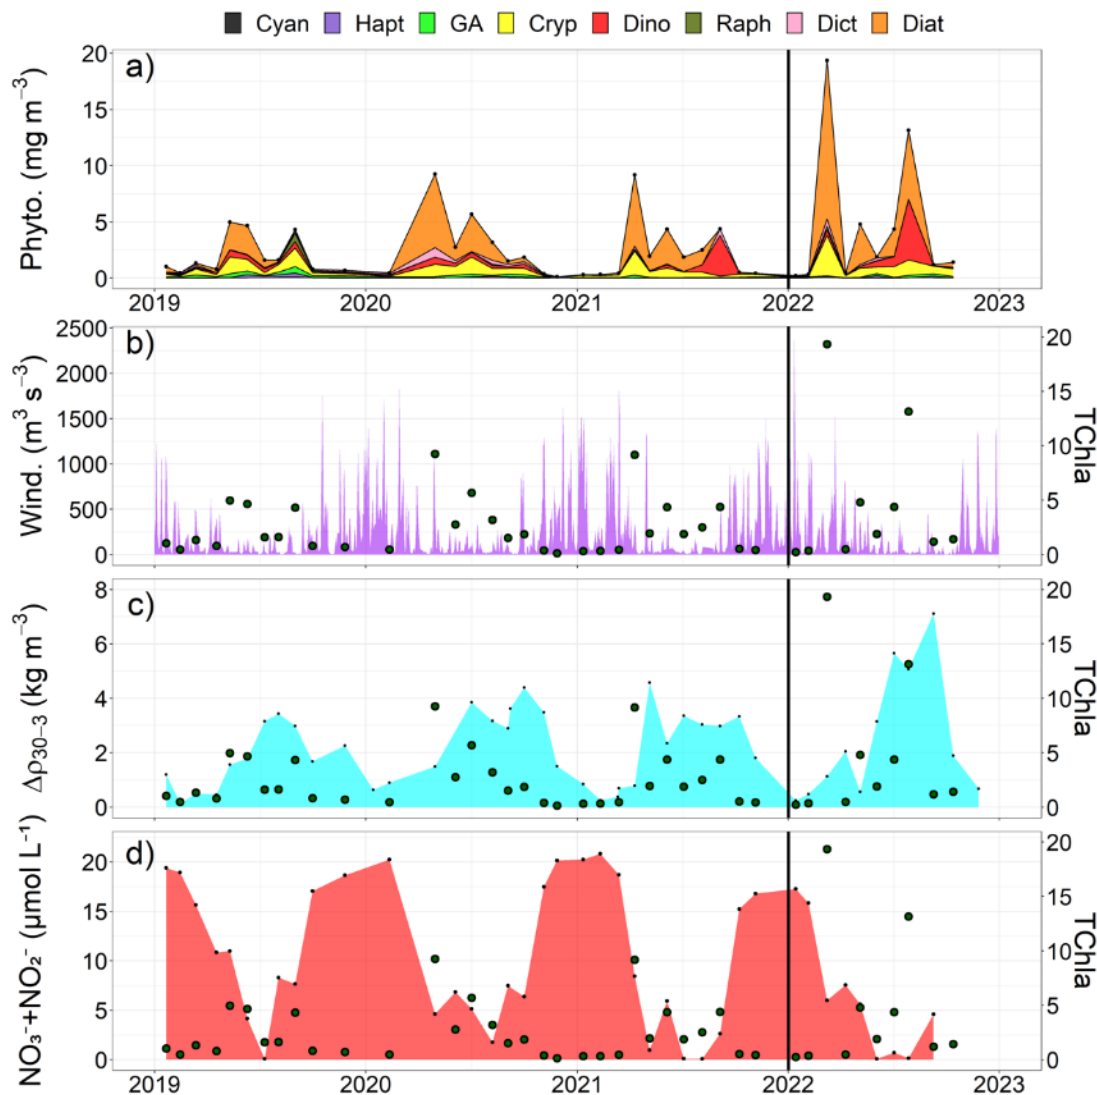 Cyan Hapt GA Cryp Dino Raph Dict Diat
a)
Phyto. (mg m⁻³)
20
15
10
5
0
2019 2020 2021 2022 2023
b)
Wind. (m³ s⁻³)
2500
2000
1500
1000
500
0
20
15
10
5
0
TChla
c)
Δρ₃₀₋₃ (kg m⁻³)
8
6
4
2
0
20
15
10
5
0
TChla
d)
NO₃⁻+NO₂⁻ (µmol L⁻¹)
20
15
10
5
0
20
15
10
5
0
TChla
2019 2020 2021 2022 2023